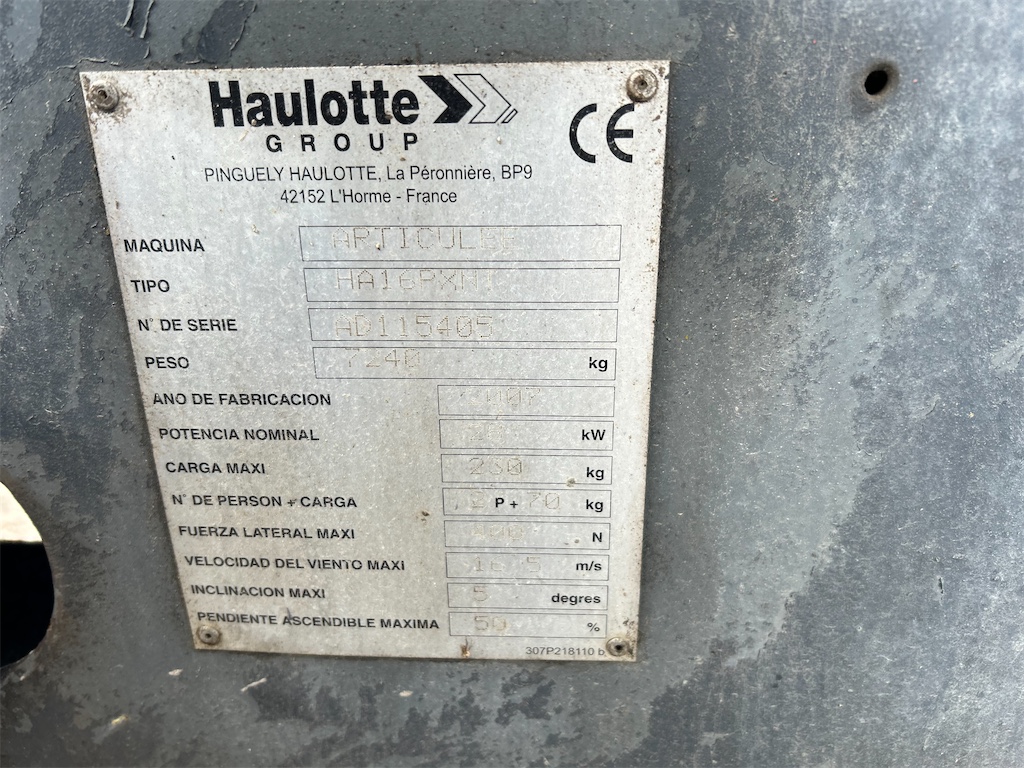 Haulotte
GROUP
CE
PINGUELY HAULOTTE, La Péronnière, BP9
42152 L'Horme - France
MAQUINA
TIPO
N° DE SERIE AD115405
PESO 7240 kg
ANO DE FABRICACION
POTENCIA NOMINAL kW
CARGA MAXI 230 kg
N° DE PERSON + CARGA P + 70 kg
FUERZA LATERAL MAXI N
VELOCIDAD DEL VIENTO MAXI m/s
INCLINACION MAXI 5 degres
PENDIENTE ASCENDIBLE MAXIMA 50 %
307P218110 b